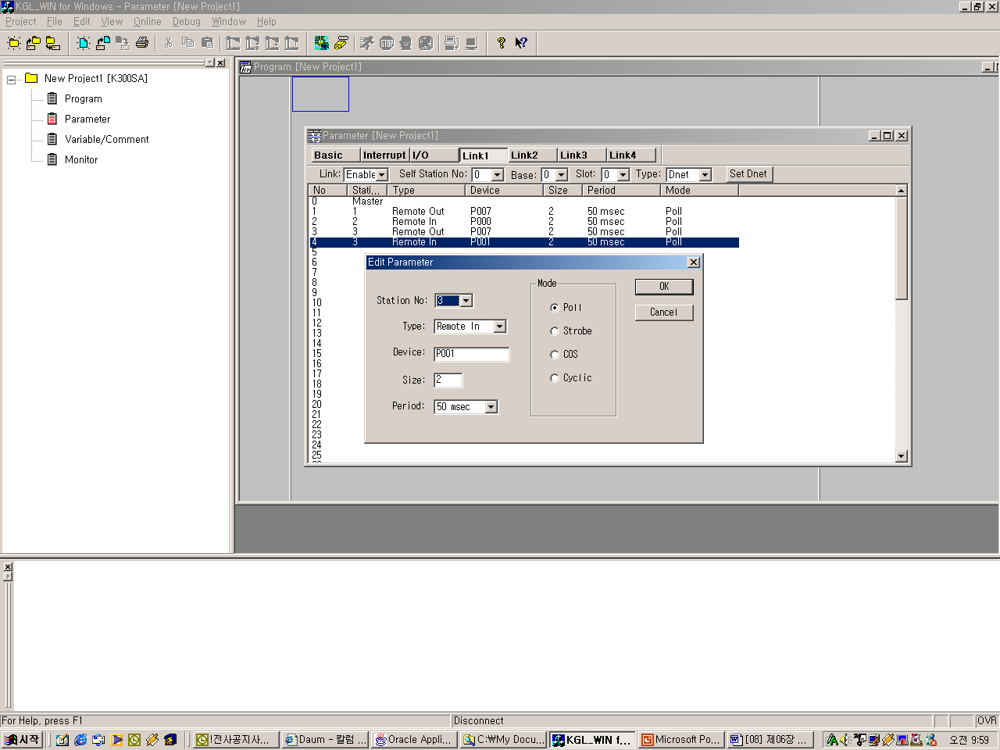 KGL_WIN for Windows - Parameter [New Project1]
Project File Edit View Online Debug Window Help
New Project1 [K300SA]
Program
Parameter
Variable/Comment
Monitor
Program [New Project1]
Parameter [New Project1]
Basic Interrupt I/O Link1 Link2 Link3 Link4
Link: Enable Self Station No: 0 Base: 0 Slot: 0 Type: Dnet Set Dnet
No Stati... Type Device Size Period Mode
0 Master
1 1 Remote Out P007 2 50 msec Poll
2 2 Remote In P000 2 50 msec Poll
3 3 Remote Out P007 2 50 msec Poll
4 3 Remote In P001 2 50 msec Poll
5
6
7
8
9
10
11
12
13
14
15
16
17
18
19
20
21
22
23
24
25
Edit Parameter
Station No: 3
Type: Remote In
Device: P001
Size: 2
Period: 50 msec
Mode
Poll
Strobe
COS
Cyclic
OK
Cancel
For Help, press F1 Disconnect OVR
시작 !전사공지사... Daum - 칼럼 ... Oracle Appli... C:\My Docu... KGL_WIN f... Microsoft Po... [08] 제06장 ... 오전 9:59